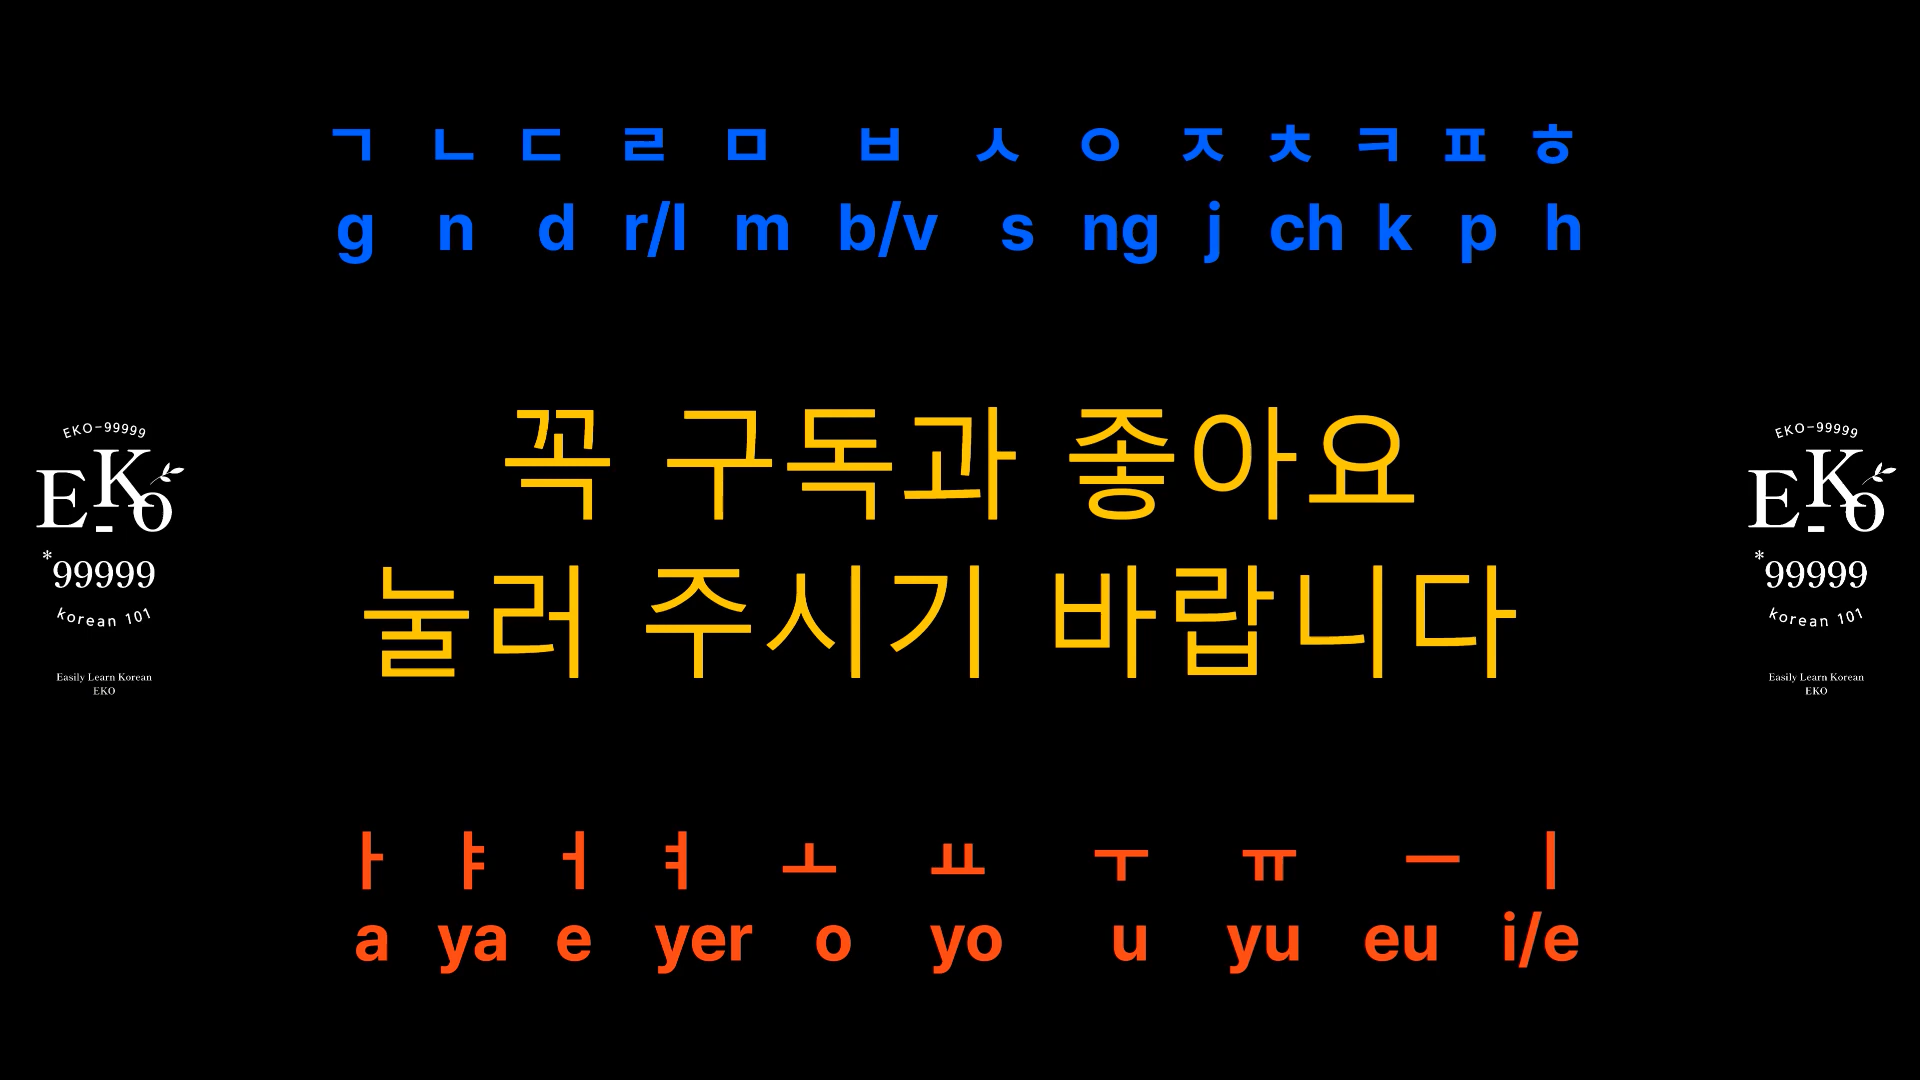 ㄱ ㄴ ㄷ ㄹ ㅁ ㅂ ㅅ ㅇ ㅈ ㅊ ㅋ ㅍ ㅎ
g n d r/l m b/v s ng j ch k p h
꼭 구독과 좋아요
눌러 주시기 바랍니다
EKO-99999
EKo
*99999
korean 101
Easily Learn Korean
EKO
EKO-99999
EKo
*99999
korean 101
Easily Learn Korean
EKO
ㅏ ㅑ ㅓ ㅕ ㅗ ㅛ ㅜ ㅠ ㅡ ㅣ
a ya e yer o yo u yu eu i/e